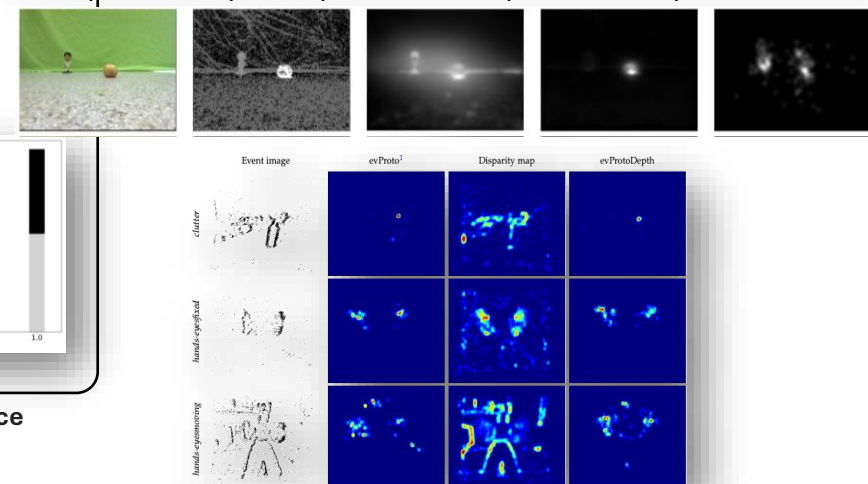 Event image evProto¹ Disparity map evProtoDepth
clutter
hands-eyesfixed
1.0
hands-eyesmoving
ce